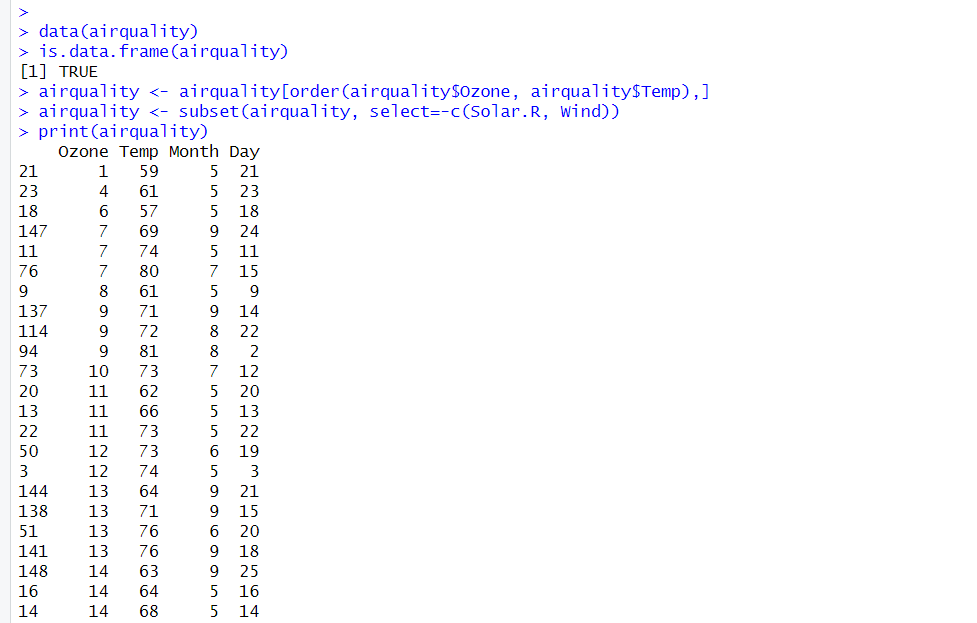 >
> data(airquality)
> is.data.frame(airquality)
[1] TRUE
> airquality <- airquality[order(airquality$Ozone, airquality$Temp),]
> airquality <- subset(airquality, select=-c(Solar.R, Wind))
> print(airquality)
    Ozone Temp Month Day
21      1   59     5  21
23      4   61     5  23
18      6   57     5  18
147     7   69     9  24
11      7   74     5  11
76      7   80     7  15
9       8   61     5   9
137     9   71     9  14
114     9   72     8  22
94      9   81     8   2
73     10   73     7  12
20     11   62     5  20
13     11   66     5  13
22     11   73     5  22
50     12   73     6  19
3      12   74     5   3
144    13   64     9  21
138    13   71     9  15
51     13   76     6  20
141    13   76     9  18
148    14   63     9  25
16     14   64     5  16
14     14   68     5  14